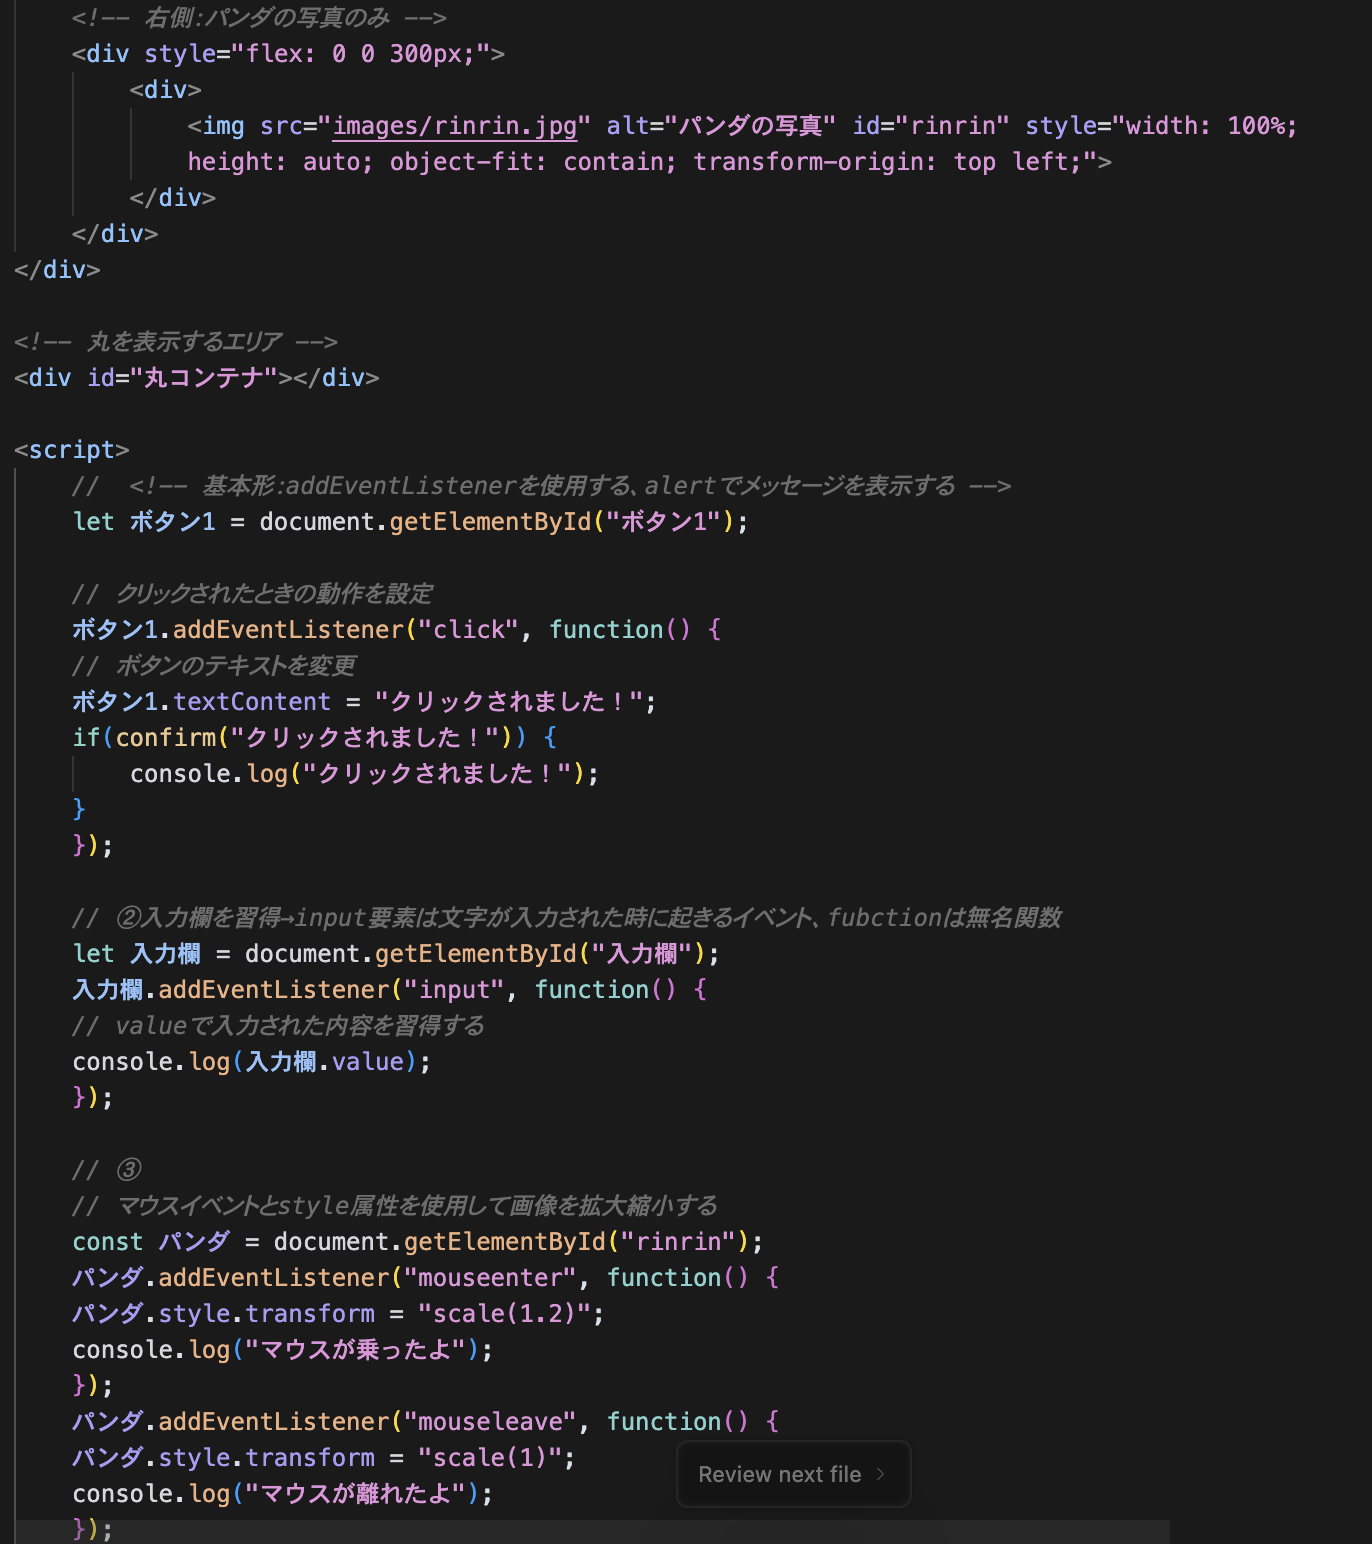 <!-- 右側:パンダの写真のみ -->
<div style="flex: 0 0 300px;">
<div>
<img src="images/rinrin.jpg" alt="パンダの写真" id="rinrin" style="width: 100%;
height: auto; object-fit: contain; transform-origin: top left;">
</div>
</div>
</div>
<!-- 丸を表示するエリア -->
<div id="丸コンテナ"></div>
<script>
//  <!-- 基本形:addEventListenerを使用する、alertでメッセージを表示する -->
let ボタン1 = document.getElementById("ボタン1");
// クリックされたときの動作を設定
ボタン1.addEventListener("click", function() {
// ボタンのテキストを変更
ボタン1.textContent = "クリックされました！";
if(confirm("クリックされました！")) {
console.log("クリックされました！");
}
});
// ②入力欄を習得→input要素は文字が入力された時に起きるイベント、fubctionは無名関数
let 入力欄 = document.getElementById("入力欄");
入力欄.addEventListener("input", function() {
// valueで入力された内容を習得する
console.log(入力欄.value);
});
// ③
// マウスイベントとstyle属性を使用して画像を拡大縮小する
const パンダ = document.getElementById("rinrin");
パンダ.addEventListener("mouseenter", function() {
パンダ.style.transform = "scale(1.2)";
console.log("マウスが乗ったよ");
});
パンダ.addEventListener("mouseleave", function() {
パンダ.style.transform = "scale(1)";
Review next file >
console.log("マウスが離れたよ");
});